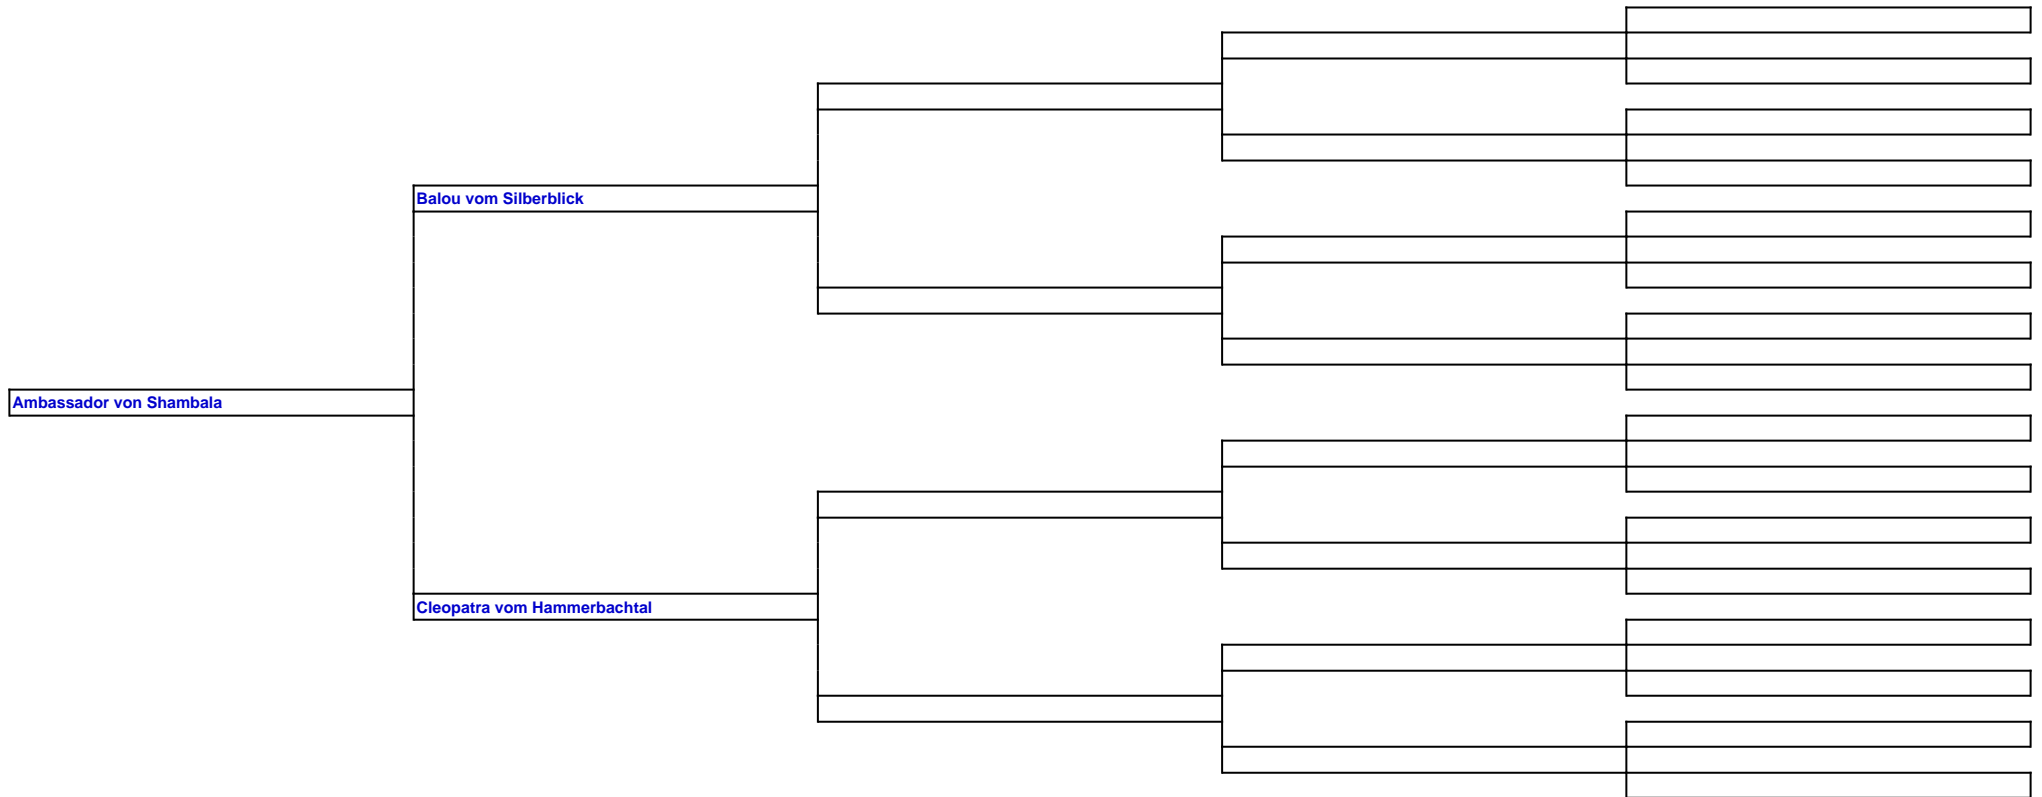 Balou vom Silberblick
Ambassador von Shambala
Cleopatra vom Hammerbachtal